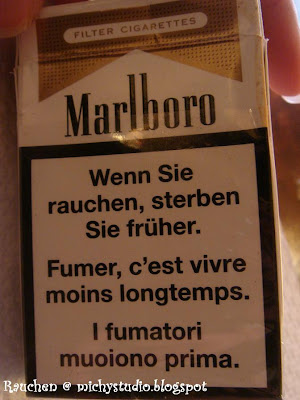 FILTER CIGARETTES
Marlboro
Wenn Sie
rauchen, sterben
Sie früher.
Fumer, c'est vivre
moins longtemps.
I fumatori
muoiono prima.
Rauchen @ michystudio.blogspot